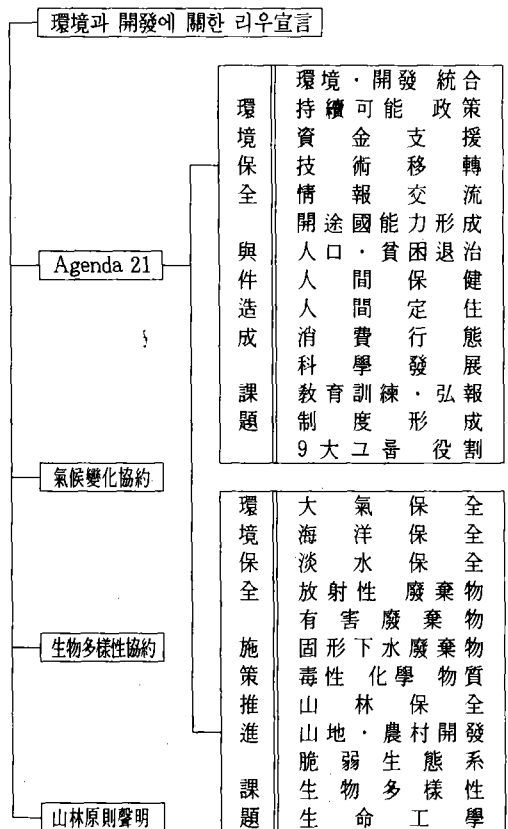 環境과 開發에 關한 리우宣言
Agenda 21
氣候變化協約
生物多樣性協約
山林原則聲明
環境保全 與件造成 課題
環境・開發 統合
持續可能 政策
資金支援
技術移轉
情報交流
開途國能力形成
人口・貧困退治
人間保健
人間定住
消費行態
科學發展
教育訓練・弘報
制度形成
9大그룹 役割
環境保全 施策推進 課題
大氣保全
海洋保全
淡水保全
放射性 廢棄物
有害廢棄物
固形下水廢棄物
毒性 化學 物質
山林保全
山地・農村開發
脆弱生態系
生物多樣性
生命工學